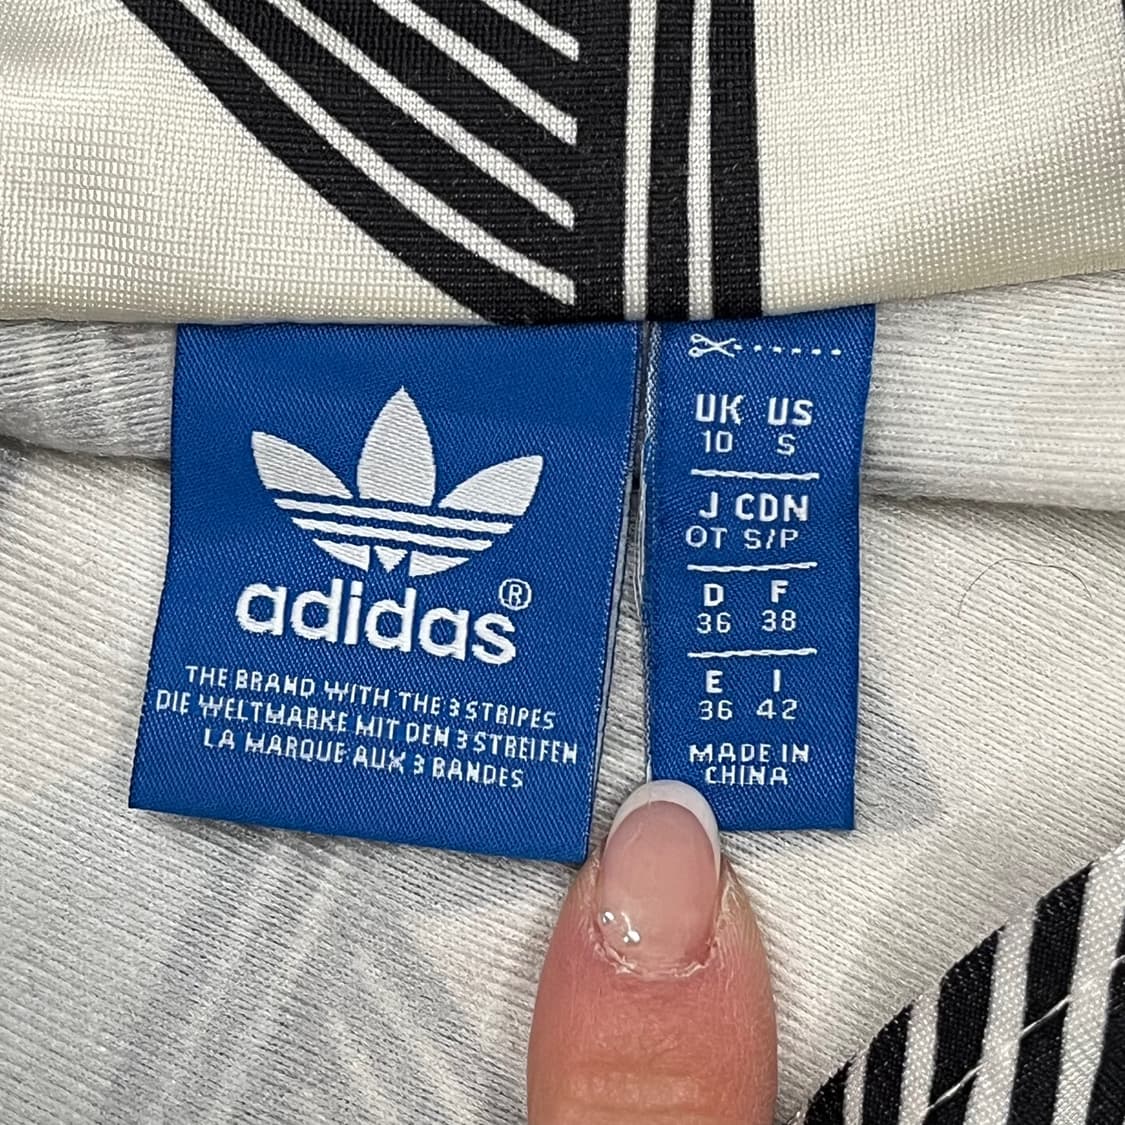 adidas®
THE BRAND WITH THE 3 STRIPES
DIE WELTMARKE MIT DEN 3 STREIFEN
LA MARQUE AUX 3 BANDES
UK US
10 S
J CDN
OT S/P
D F
36 38
E I
36 42
MADE IN
CHINA